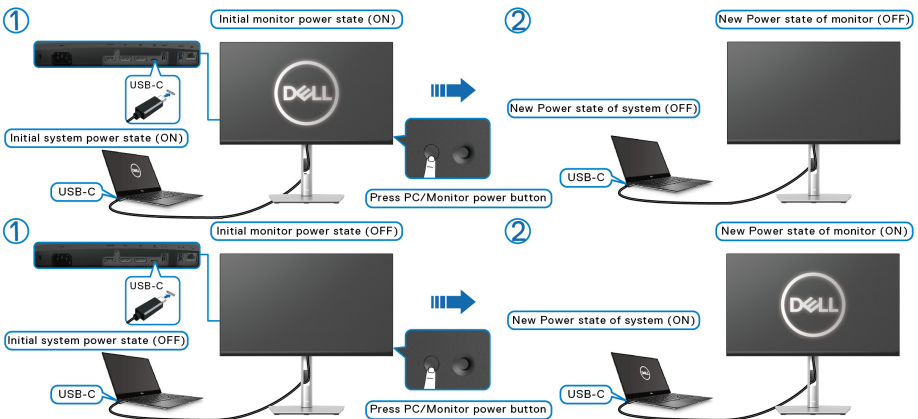 1
Initial monitor power state (ON)
2
New Power state of monitor (OFF)
USB-C
DELL
New Power state of system (OFF)
Initial system power state (ON)
DELL
USB-C
USB-C
Press PC/Monitor power button
1
Initial monitor power state (OFF)
2
New Power state of monitor (ON)
USB-C
DELL
New Power state of system (ON)
Initial system power state (OFF)
DELL
USB-C
USB-C
Press PC/Monitor power button